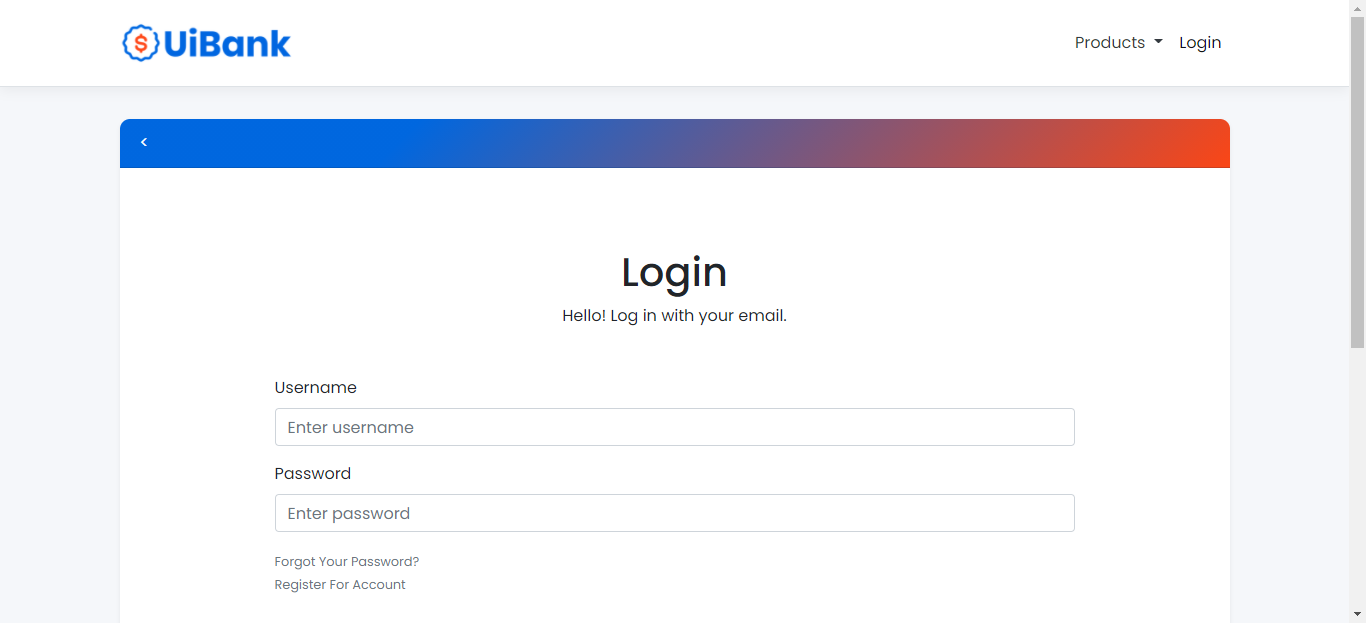 $ UiBank
Products Login
<
Login
Hello! Log in with your email.
Username
Enter username
Password
Enter password
Forgot Your Password?
Register For Account